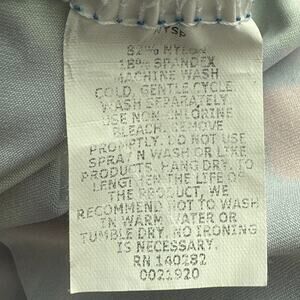 82% NYLON
18% SPANDEX
MACHINE WASH
COLD, GENTLE CYCLE.
WASH SEPARATELY
USE NON-CHLORINE
BLEACH. REMOVE
PROMPTLY. DO NOT USE
SPRAY N WASH OR LIKE
PRODUCTS. HANG DRY. TO
LENGTHEN THE LIFE OF
THE PRODUCT, WE
RECOMMEND NOT TO WASH
IN WARM WATER OR
TUMBLE DRY. NO IRONING
IS NECESSARY.
RN 140282
0021920